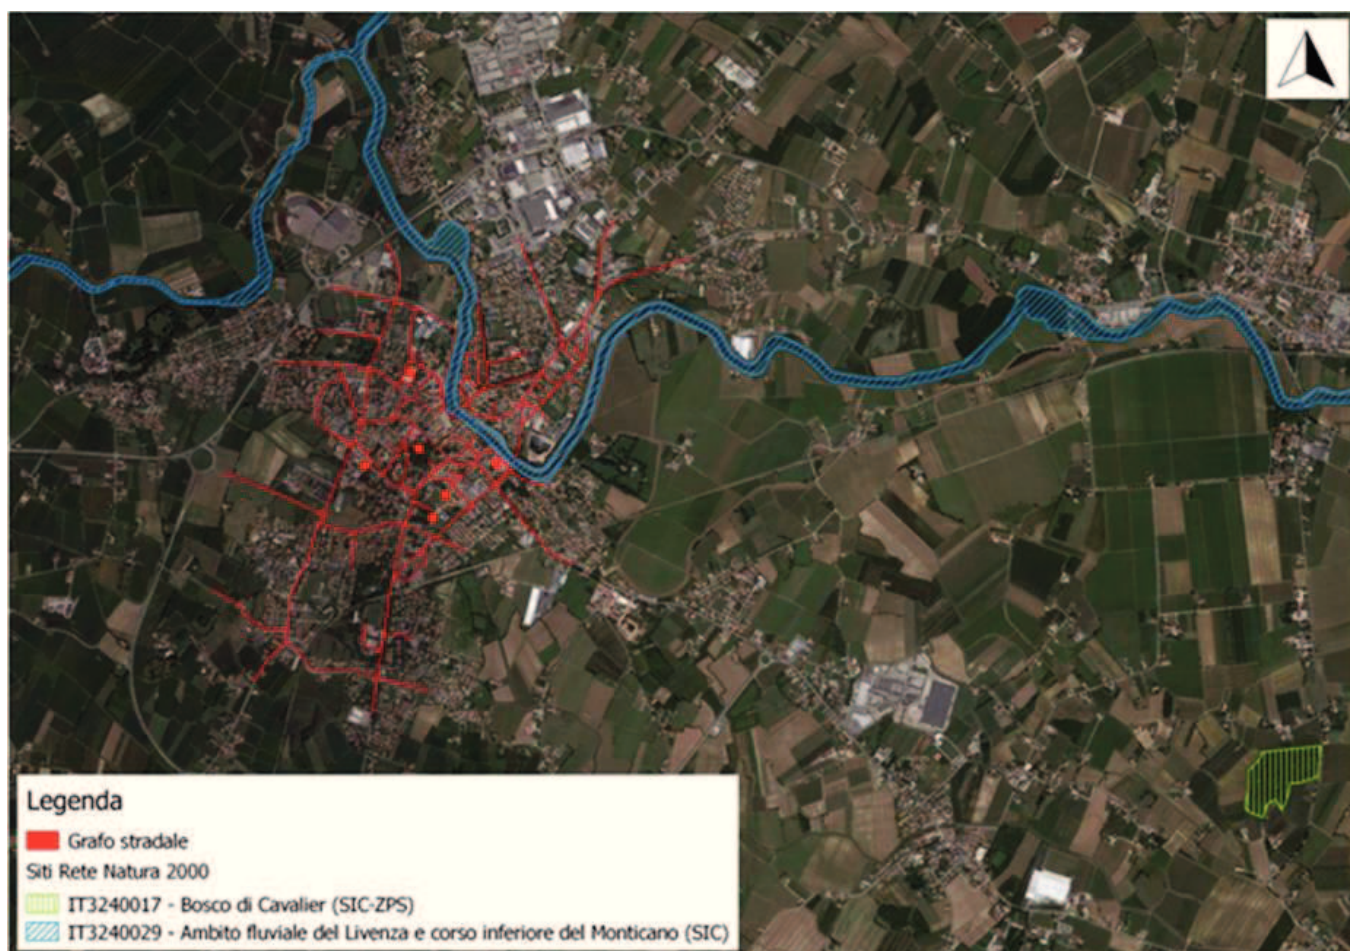 Legenda
Grafo stradale
Siti Rete Natura 2000
IT3240017 - Bosco di Cavalier (SIC-ZPS)
IT3240029 - Ambito fluviale del Livenza e corso inferiore del Monticano (SIC)